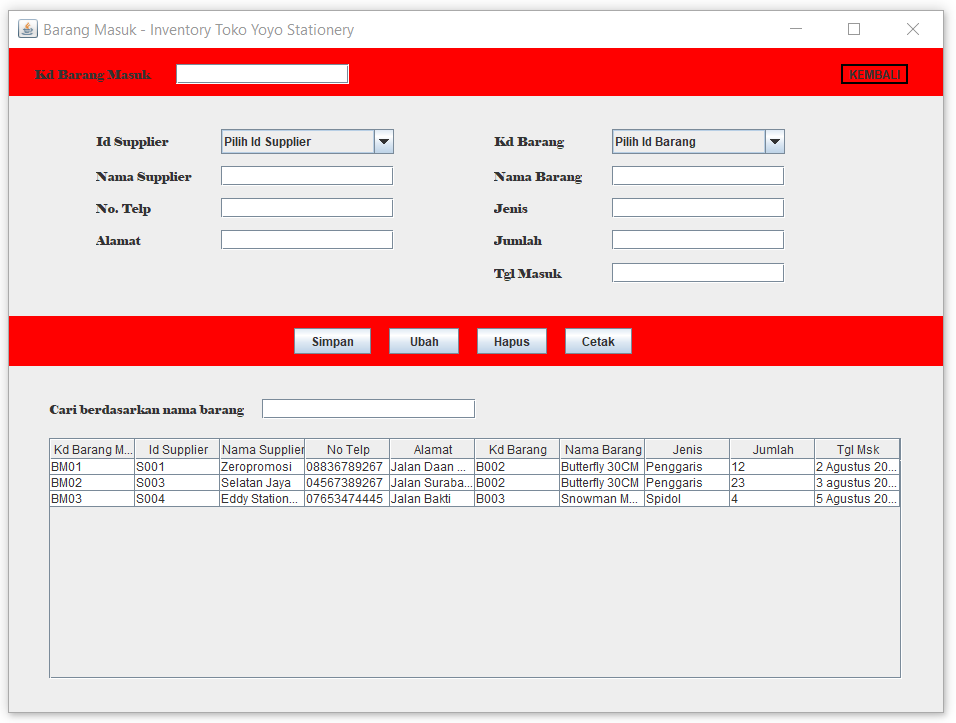 Barang Masuk - Inventory Toko Yoyo Stationery
Kd Barang Masuk KEMBALI
Id Supplier Pilih Id Supplier Kd Barang Pilih Id Barang
Nama Supplier Nama Barang
No. Telp Jenis
Alamat Jumlah
Tgl Masuk
Simpan Ubah Hapus Cetak
Cari berdasarkan nama barang
Kd Barang M... Id Supplier Nama Supplier No Telp Alamat Kd Barang Nama Barang Jenis Jumlah Tgl Msk
BM01 S001 Zeropromosi 08836789267 Jalan Daan ... B002 Butterfly 30CM Penggaris 12 2 Agustus 20...
BM02 S003 Selatan Jaya 04567389267 Jalan Suraba... B002 Butterfly 30CM Penggaris 23 3 agustus 20...
BM03 S004 Eddy Station... 07653474445 Jalan Bakti B003 Snowman M... Spidol 4 5 Agustus 20...